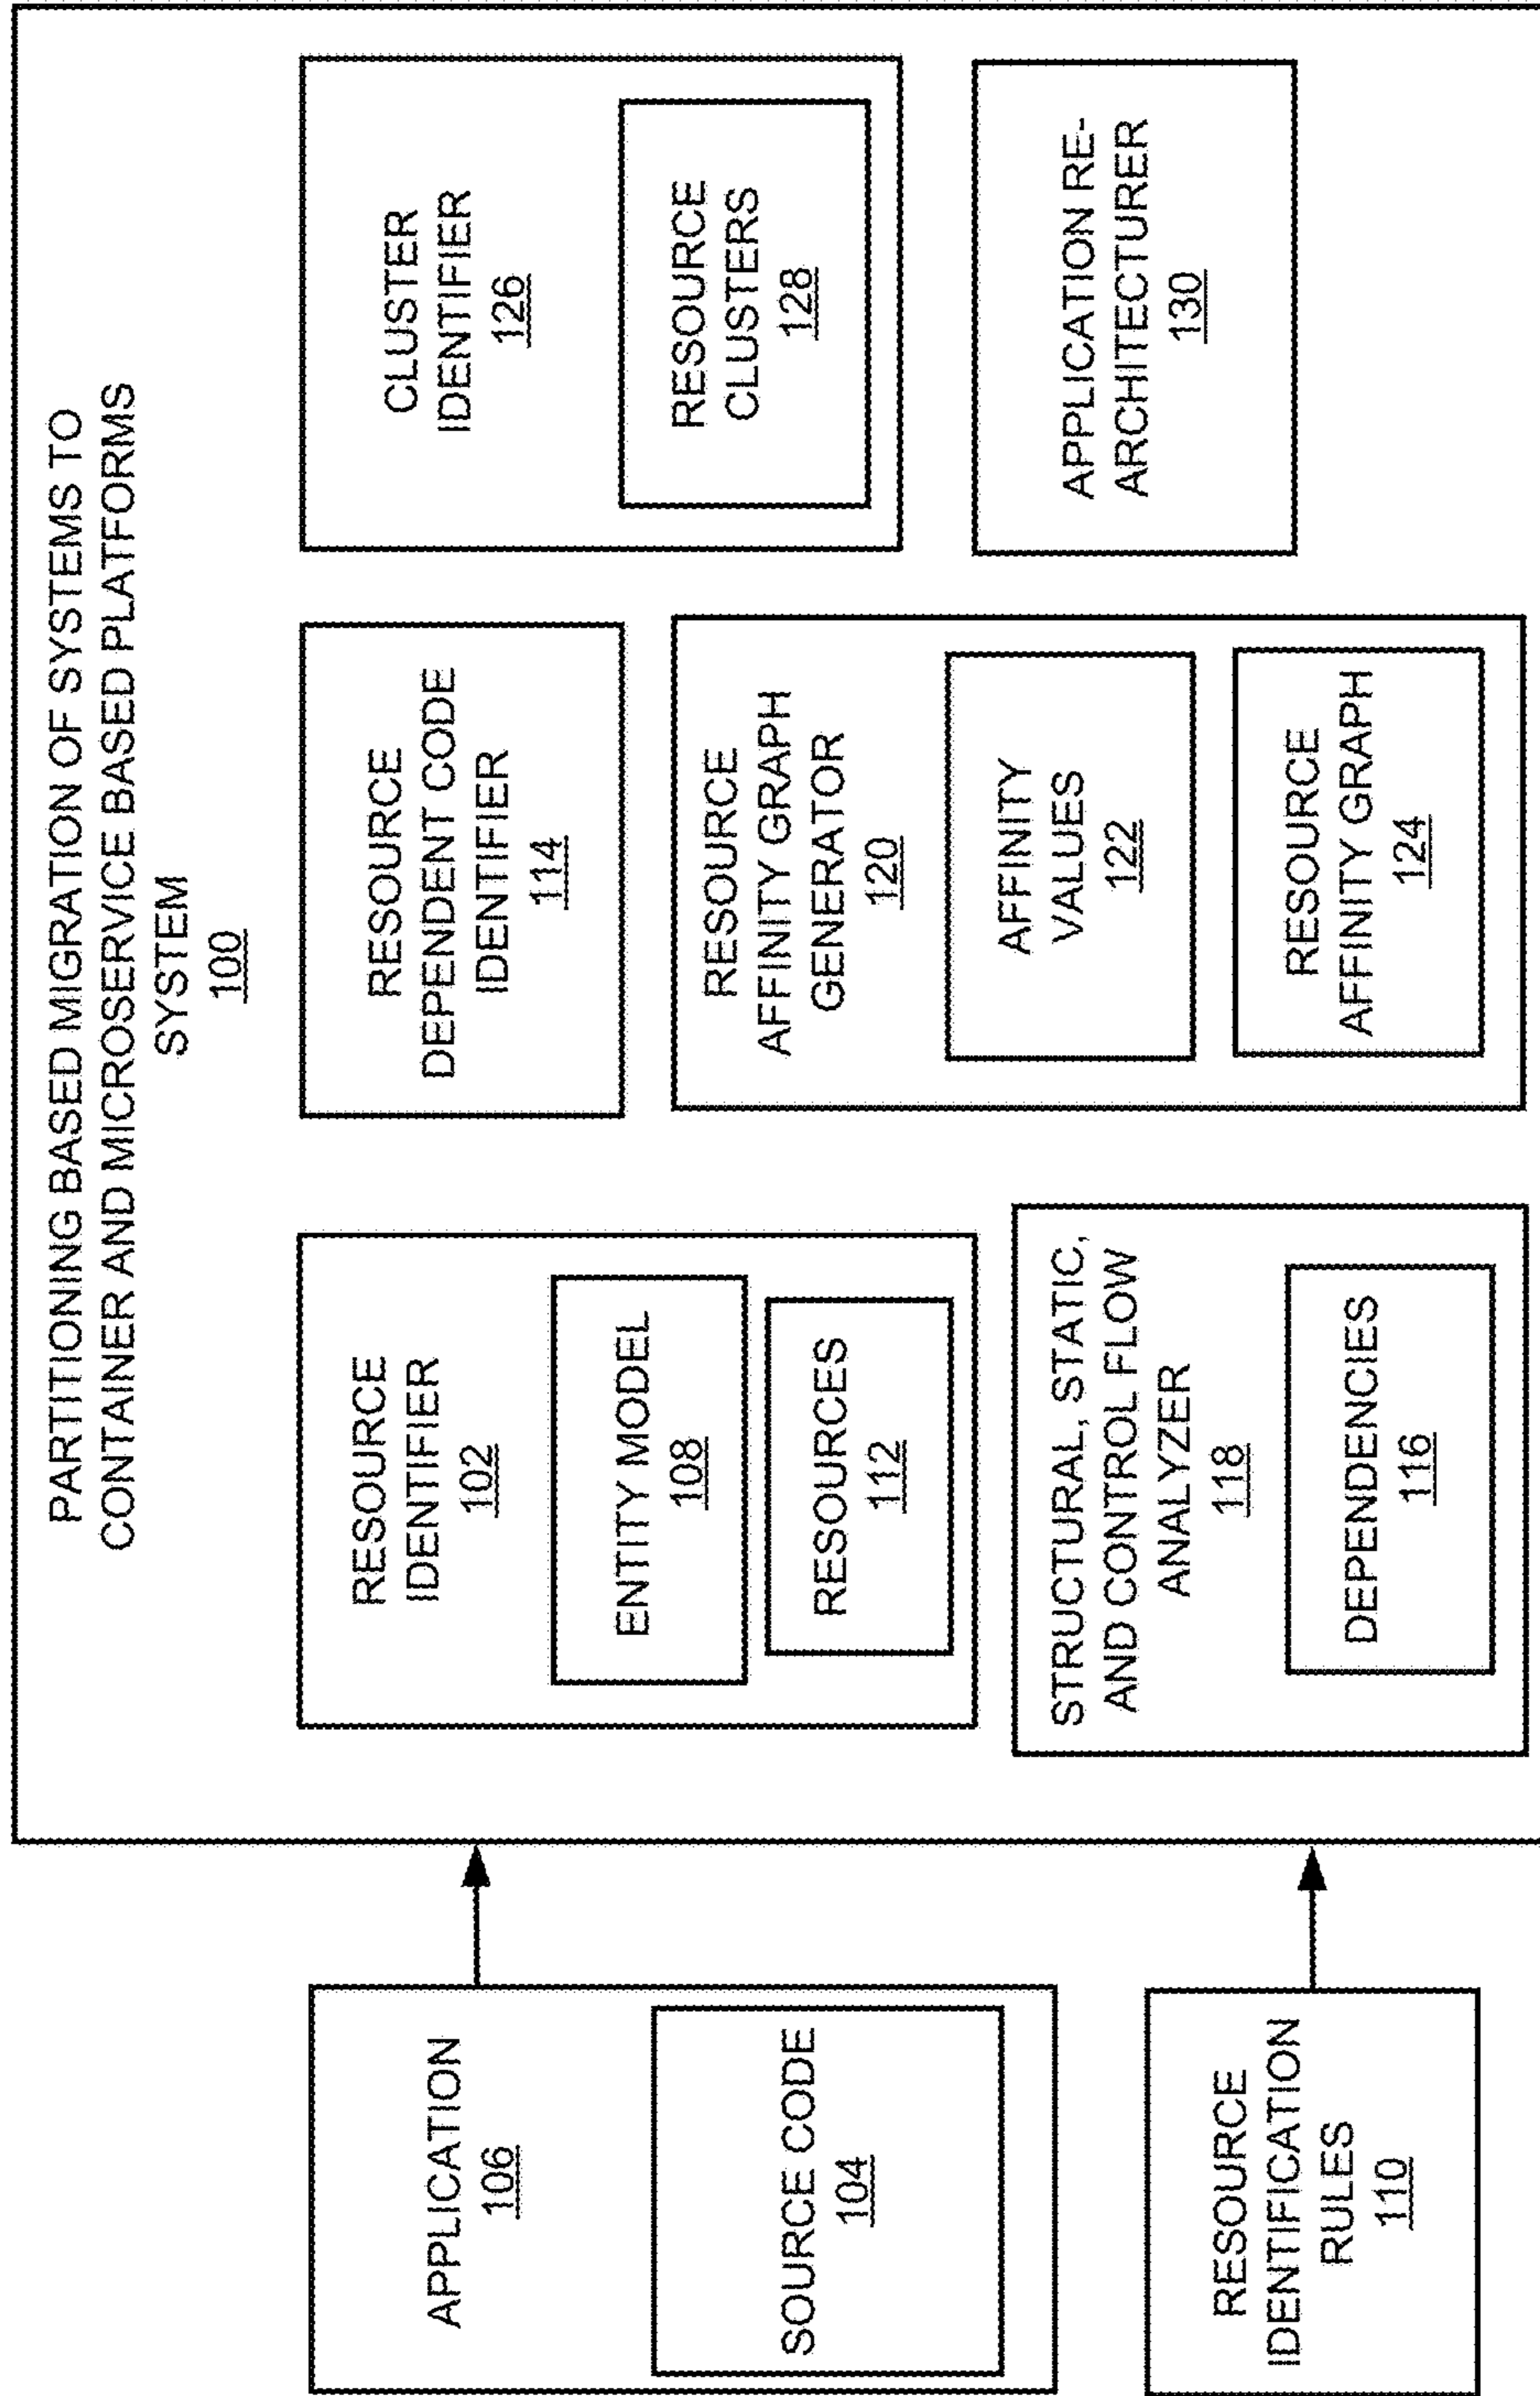 PARTITIONING BASED MIGRATION OF SYSTEMS TO
CONTAINER AND MICROSERVICE BASED PLATFORMS
SYSTEM
100
APPLICATION
106
SOURCE CODE
104
RESOURCE
IDENTIFICATION
RULES
110
RESOURCE
IDENTIFIER
102
ENTITY MODEL
108
RESOURCES
112
STRUCTURAL, STATIC,
AND CONTROL FLOW
ANALYZER
118
DEPENDENCIES
116
RESOURCE
DEPENDENT CODE
IDENTIFIER
114
RESOURCE
AFFINITY GRAPH
GENERATOR
120
AFFINITY
VALUES
122
RESOURCE
AFFINITY GRAPH
124
CLUSTER
IDENTIFIER
126
RESOURCE
CLUSTERS
128
APPLICATION RE-
ARCHITECTURER
130